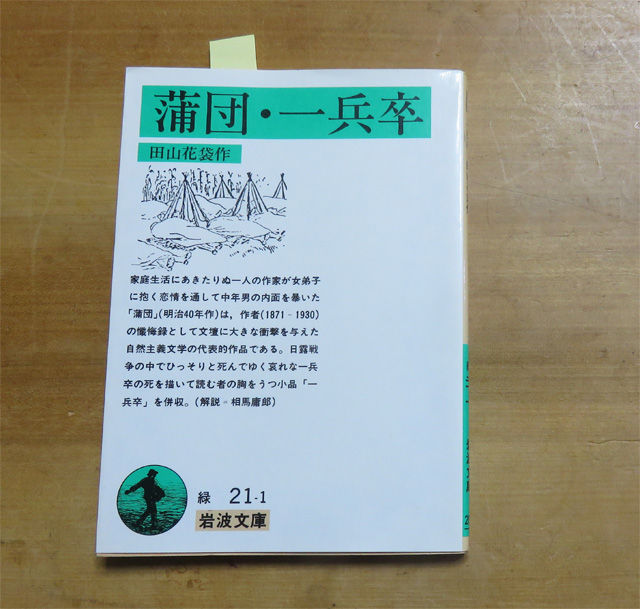 蒲団・一兵卒
田山花袋作
家庭生活にあきたりぬ一人の作家が女弟子
に抱く恋情を通して中年男の内面を暴いた
「蒲団」(明治40年作)は，作者(1871‐1930)
の懺悔録として文壇に大きな衝撃を与えた
自然主義文学の代表的作品である。日露戦
争の中でひっそりと死んでゆく哀れな一兵
卒の死を描いて読む者の胸をうつ小品「一
兵卒」を併収。(解説＝相馬庸郎)
緑 21-1
岩波文庫